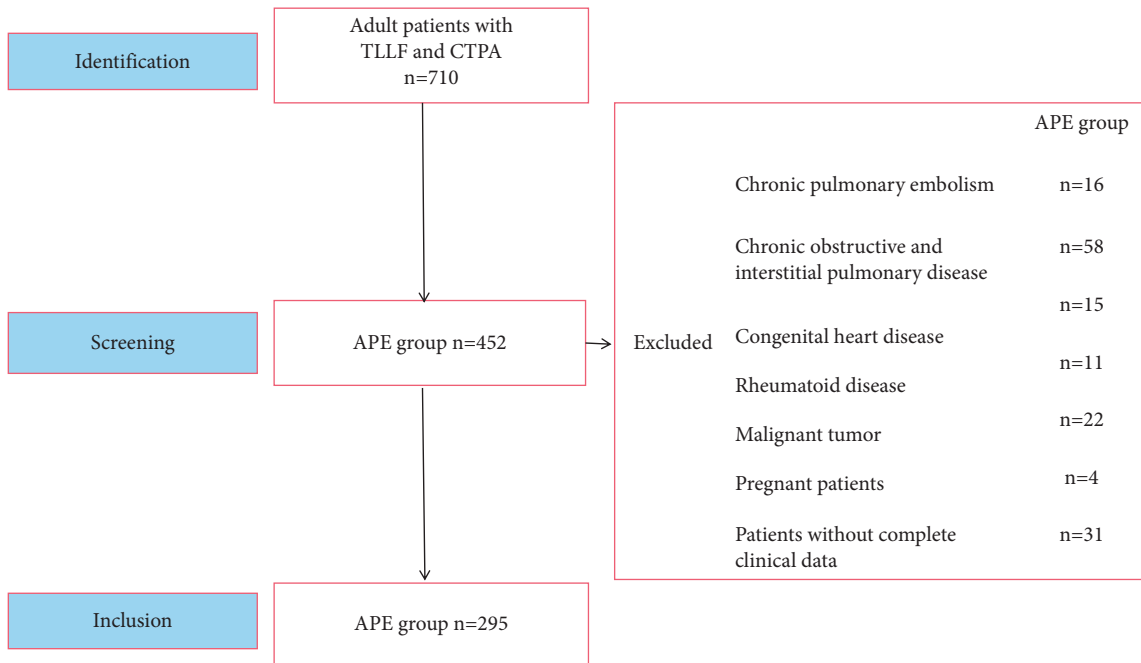 Identification
Adult patients with
TLLF and CTPA
n=710
APE group
Chronic pulmonary embolism
n=16
Chronic obstructive and
interstitial pulmonary disease
n=58
n=15
Screening
APE group n=452
Excluded
Congenital heart disease
n=11
Rheumatoid disease
n=22
Malignant tumor
Pregnant patients
n=4
Patients without complete
clinical data
n=31
Inclusion
APE group n=295